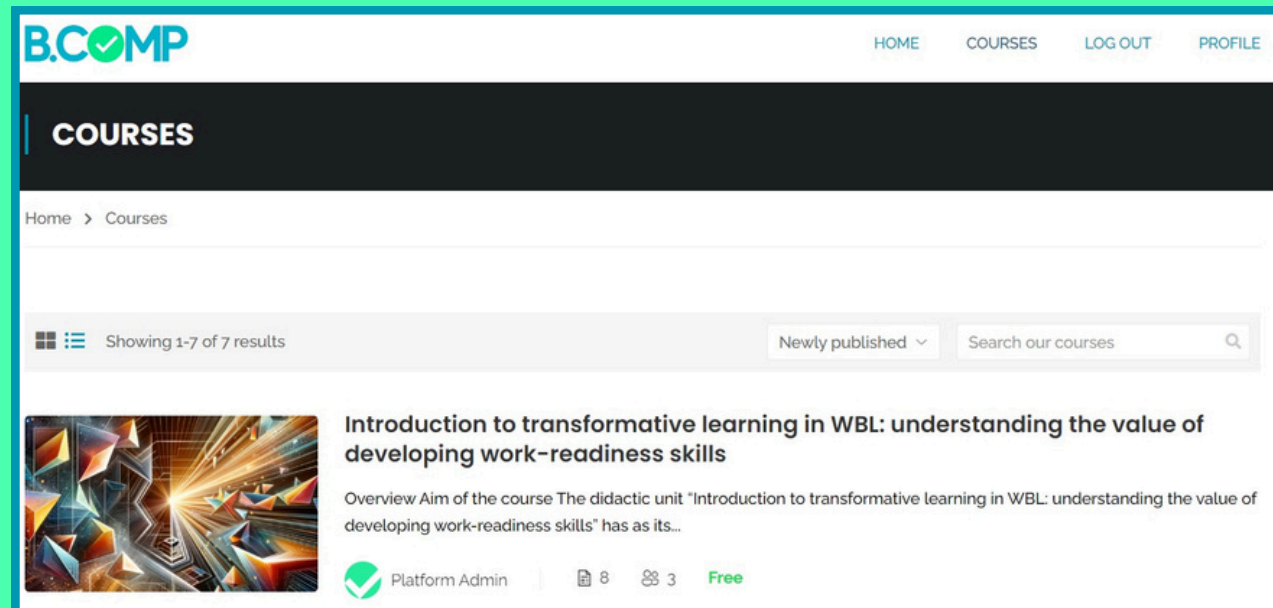 B.COMP
HOME COURSES LOG OUT PROFILE
COURSES
Home > Courses
Showing 1-7 of 7 results Newly published Search our courses
Introduction to transformative learning in WBL: understanding the value of
developing work-readiness skills
Overview Aim of the course The didactic unit “Introduction to transformative learning in WBL: understanding the value of
developing work-readiness skills” has as its...
Platform Admin 8 3 Free